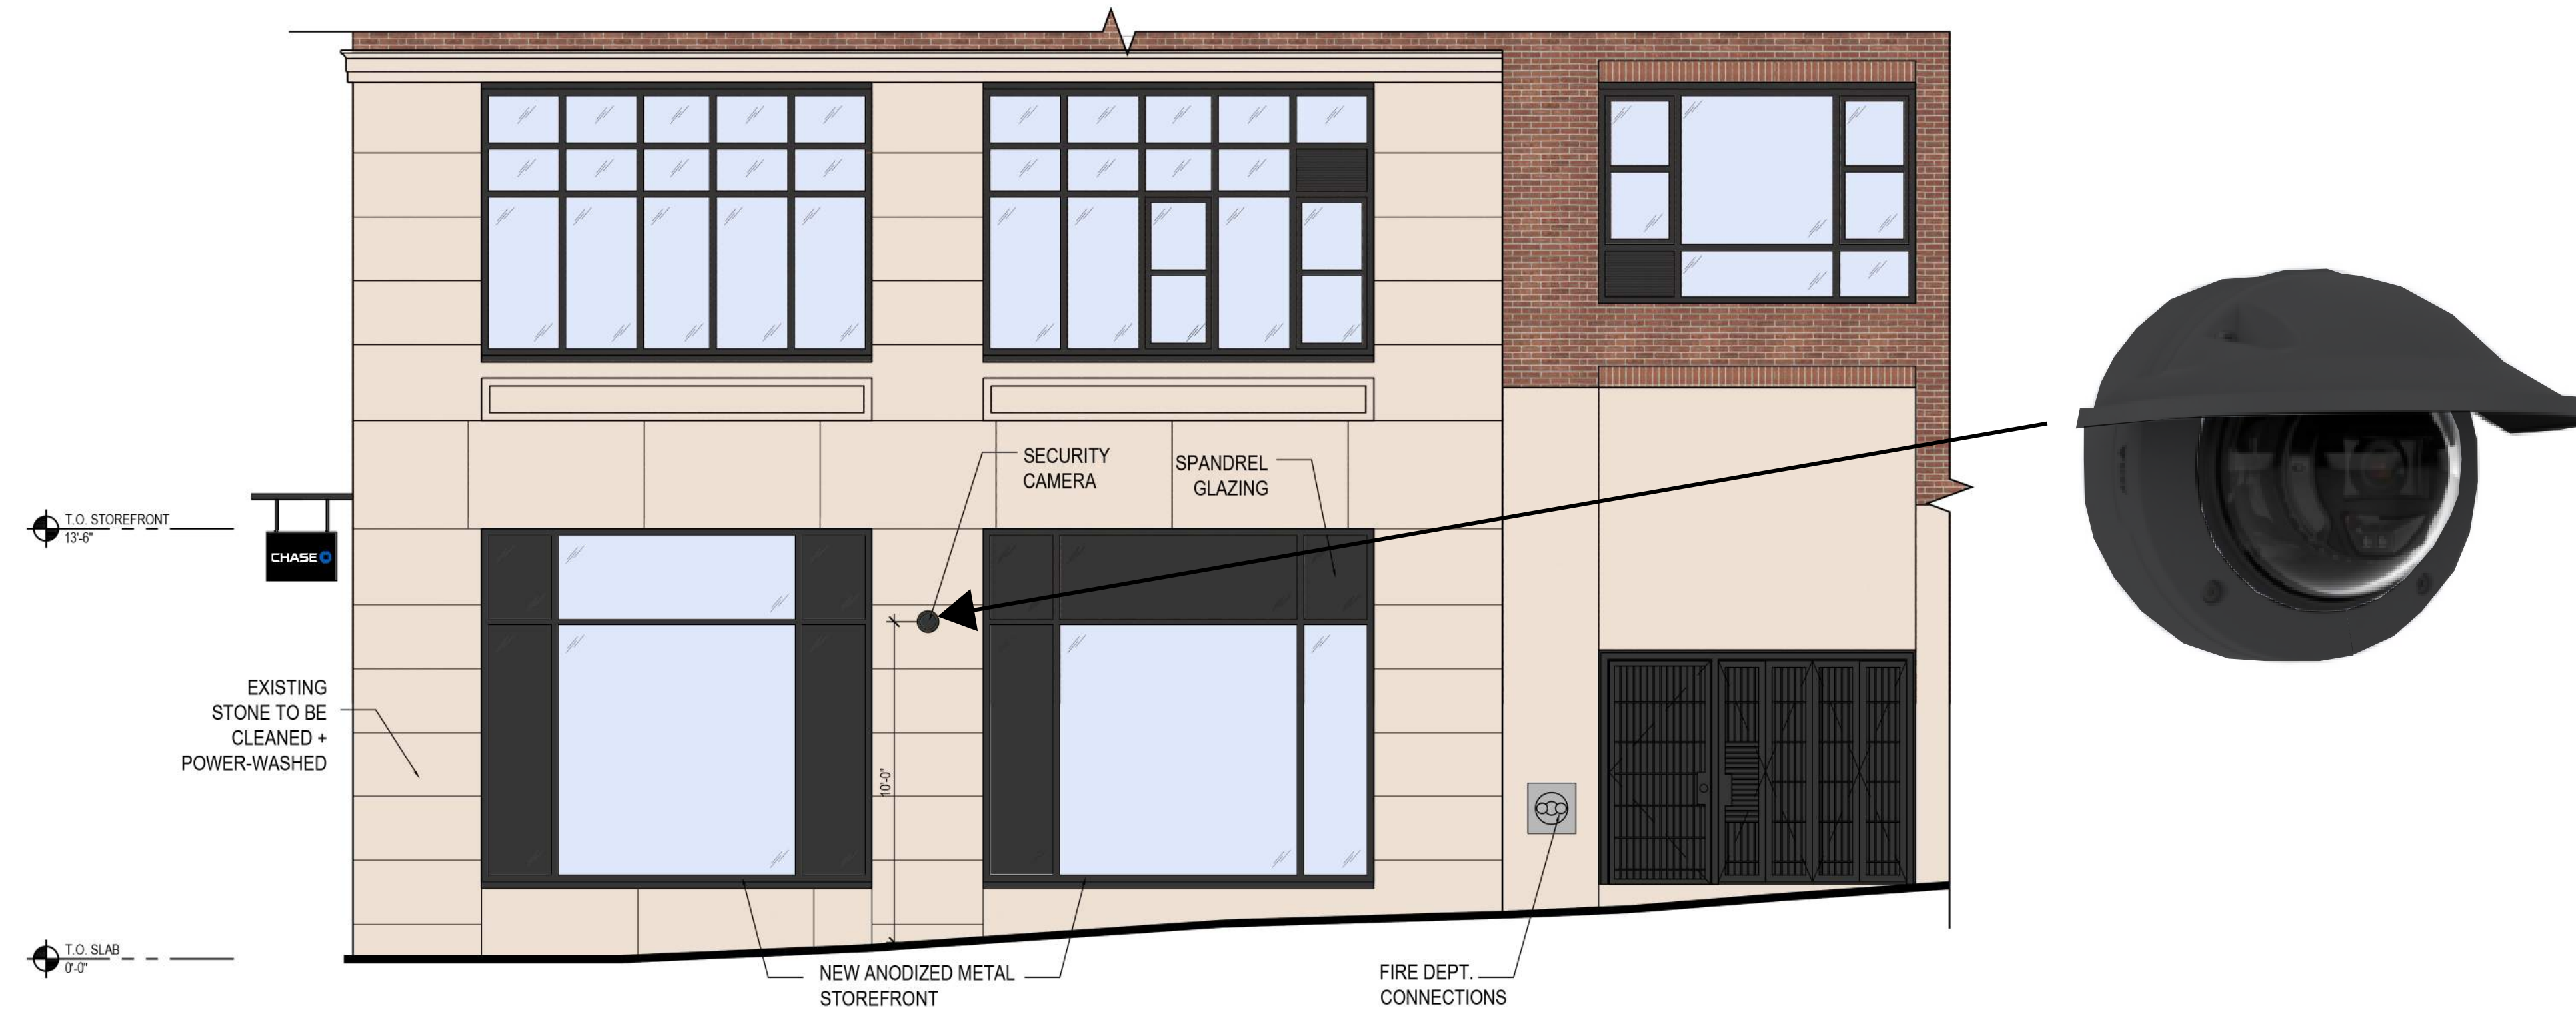 SECURITY
CAMERA
SPANDREL
GLAZING
T.O. STOREFRONT
13'-6"
CHASE
EXISTING
STONE TO BE
CLEANED +
POWER-WASHED
10'-0"
T.O. SLAB
0'-0"
NEW ANODIZED METAL
STOREFRONT
FIRE DEPT.
CONNECTIONS